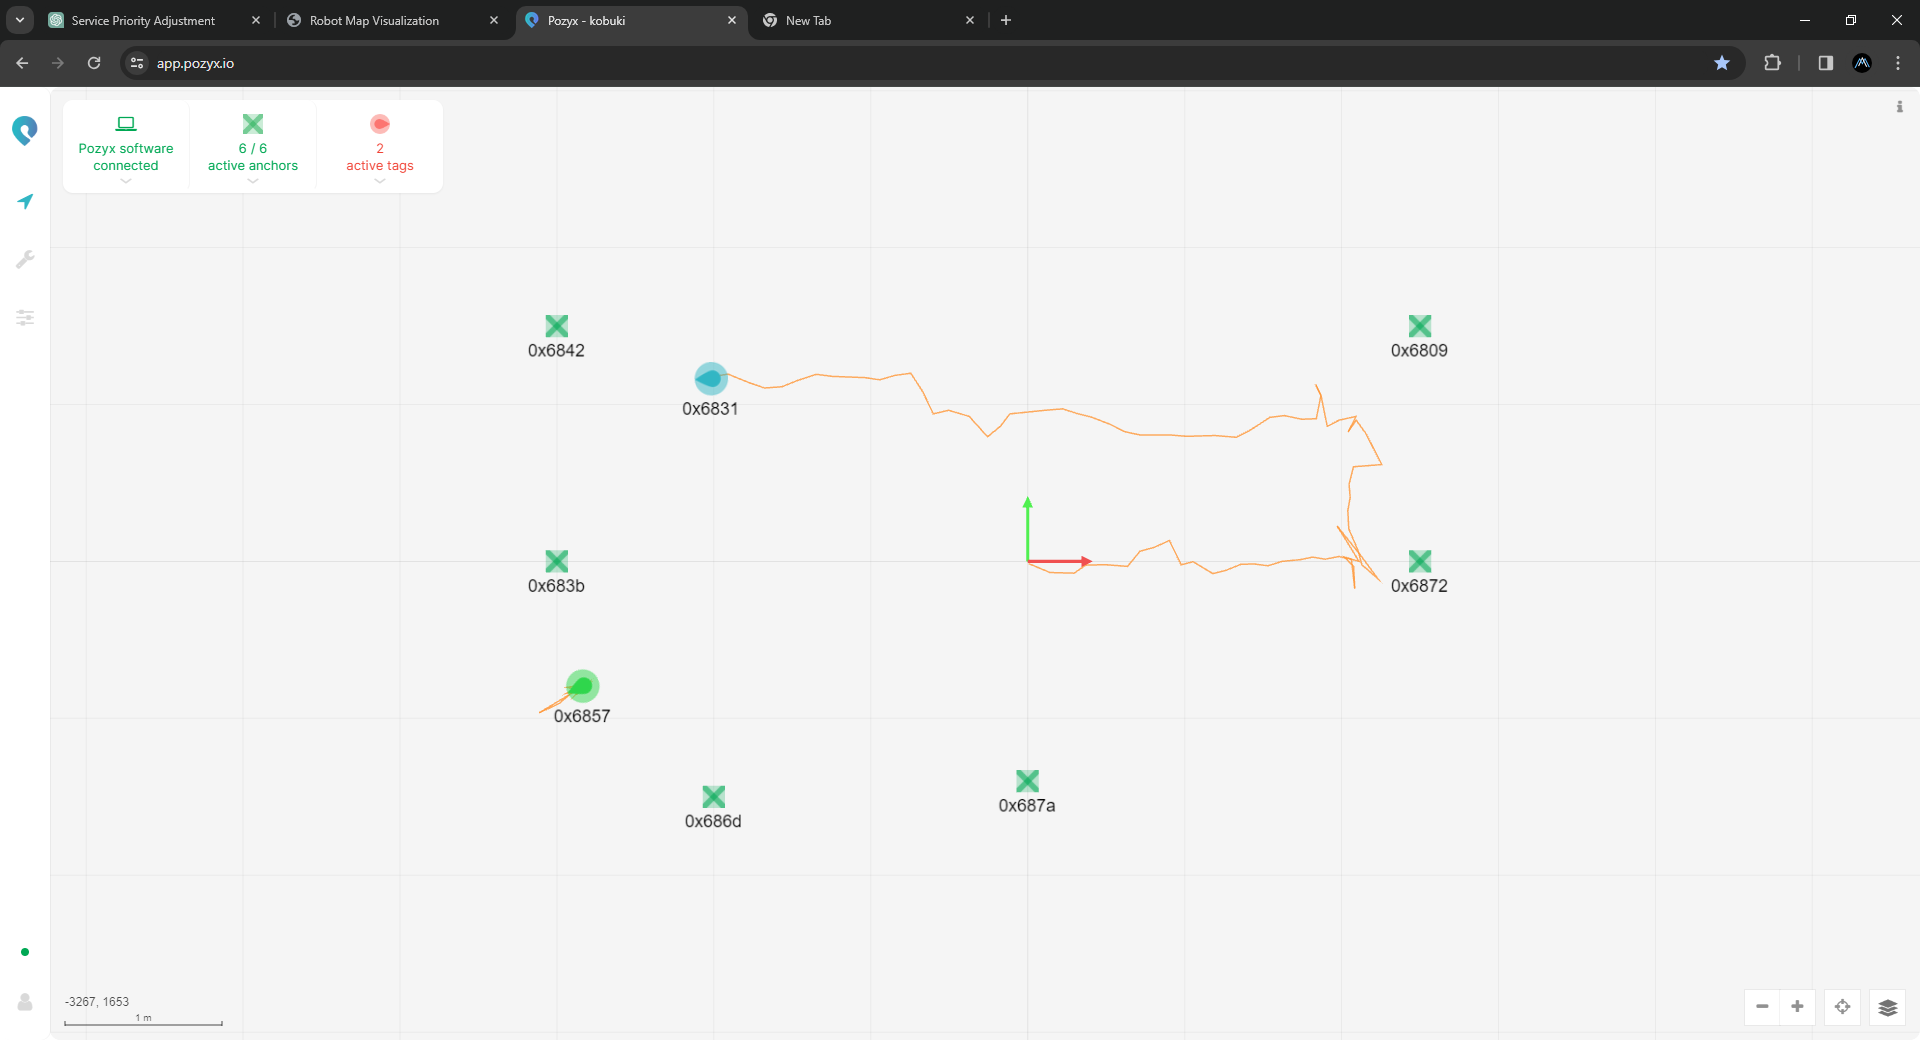 Service Priority Adjustment
Robot Map Visualization
Pozyx - kobuki
New Tab
app.pozyx.io
Pozyx software
connected
6 / 6
active anchors
2
active tags
0x6842
0x6809
0x6831
0x683b
0x6872
0x6857
0x687a
0x686d
-3267, 1653
1 m